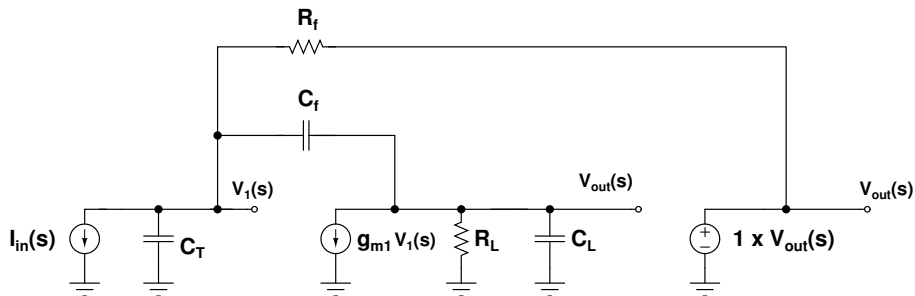 R_f
C_f
V_1(s)
V_out(s)
V_out(s)
I_in(s)
C_T
g_m1 V_1(s)
R_L
C_L
+
−
1 x V_out(s)